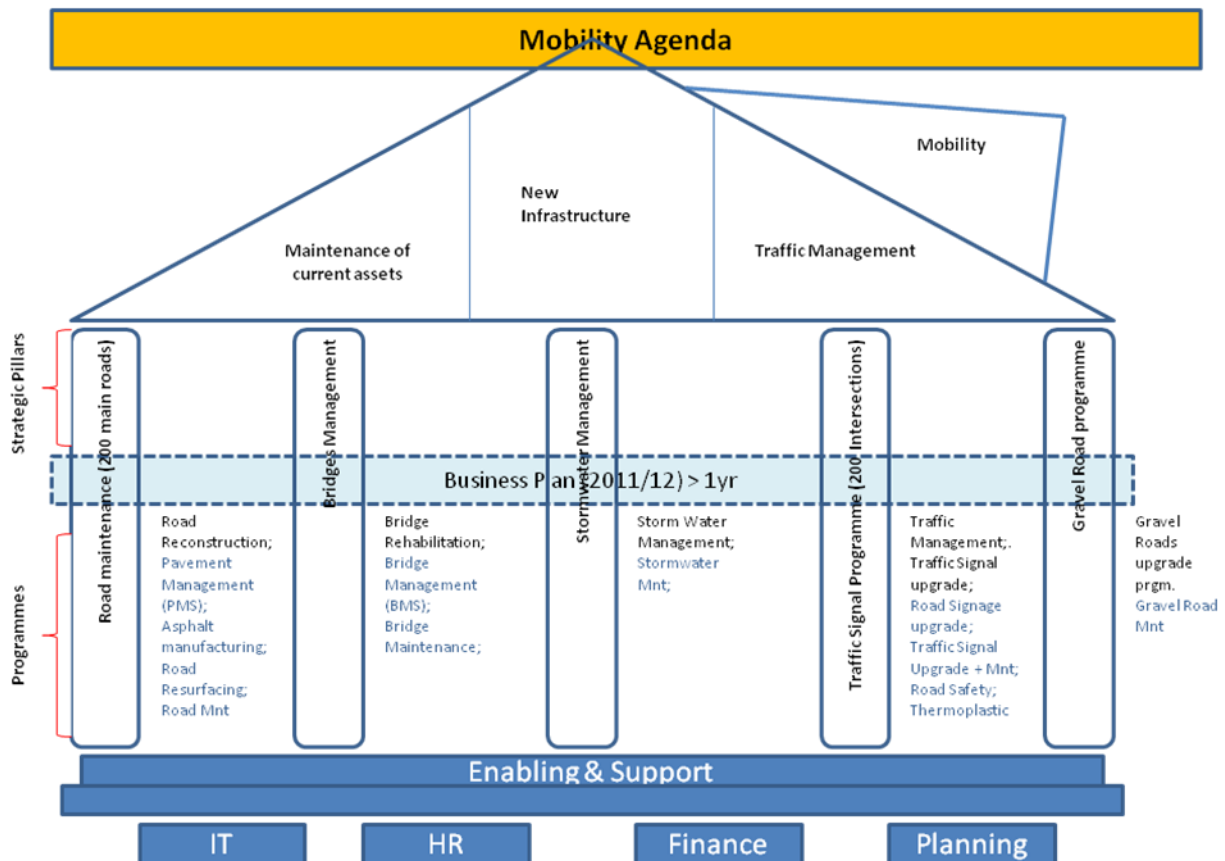 Mobility Agenda
Mobility
New
Infrastructure
Maintenance of
current assets
Traffic Management
Strategic Pillars
Programmes
Road maintenance (200 main roads)
Bridges Management
Stormwater Management
Traffic Signal Programme (200 Intersections)
Gravel Road programme
Business Plan (2011/12) > 1yr
Road
Reconstruction;
Pavement
Management
(PMS);
Asphalt
manufacturing;
Road
Resurfacing;
Road Mnt
Bridge
Rehabilitation;
Bridge
Management
(BMS);
Bridge
Maintenance;
Storm Water
Management;
Stormwater
Mnt;
Traffic
Management;.
Traffic Signal
upgrade;
Road Signage
upgrade;
Traffic Signal
Upgrade + Mnt;
Road Safety;
Thermoplastic
Gravel
Roads
upgrade
prgm.
Gravel Road
Mnt
Enabling & Support
IT
HR
Finance
Planning